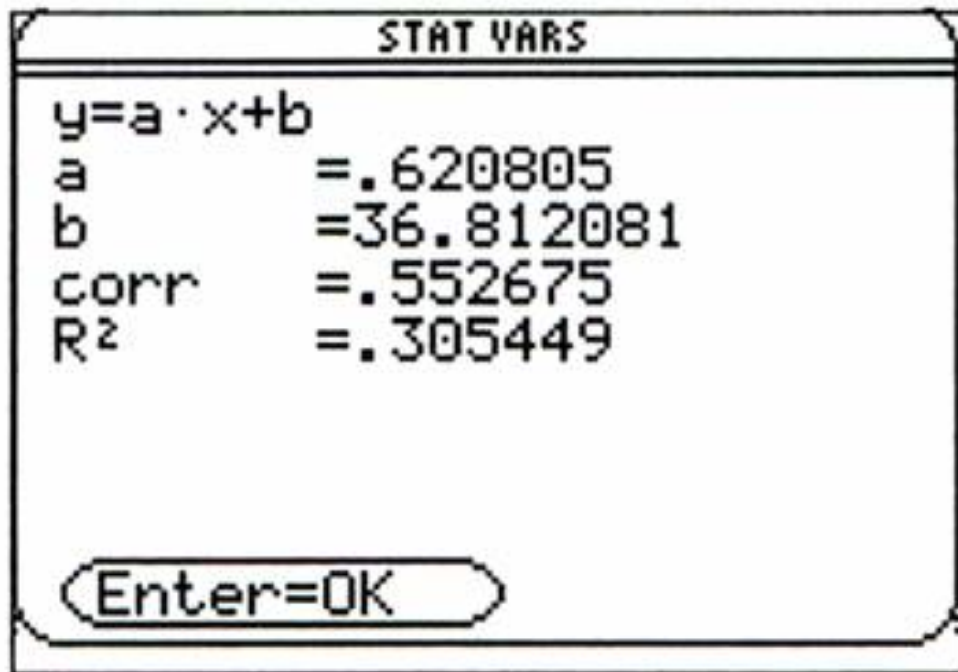 STAT VARS
y=a·x+b
a =.620805
b =36.812081
corr =.552675
R² =.305449
Enter=OK